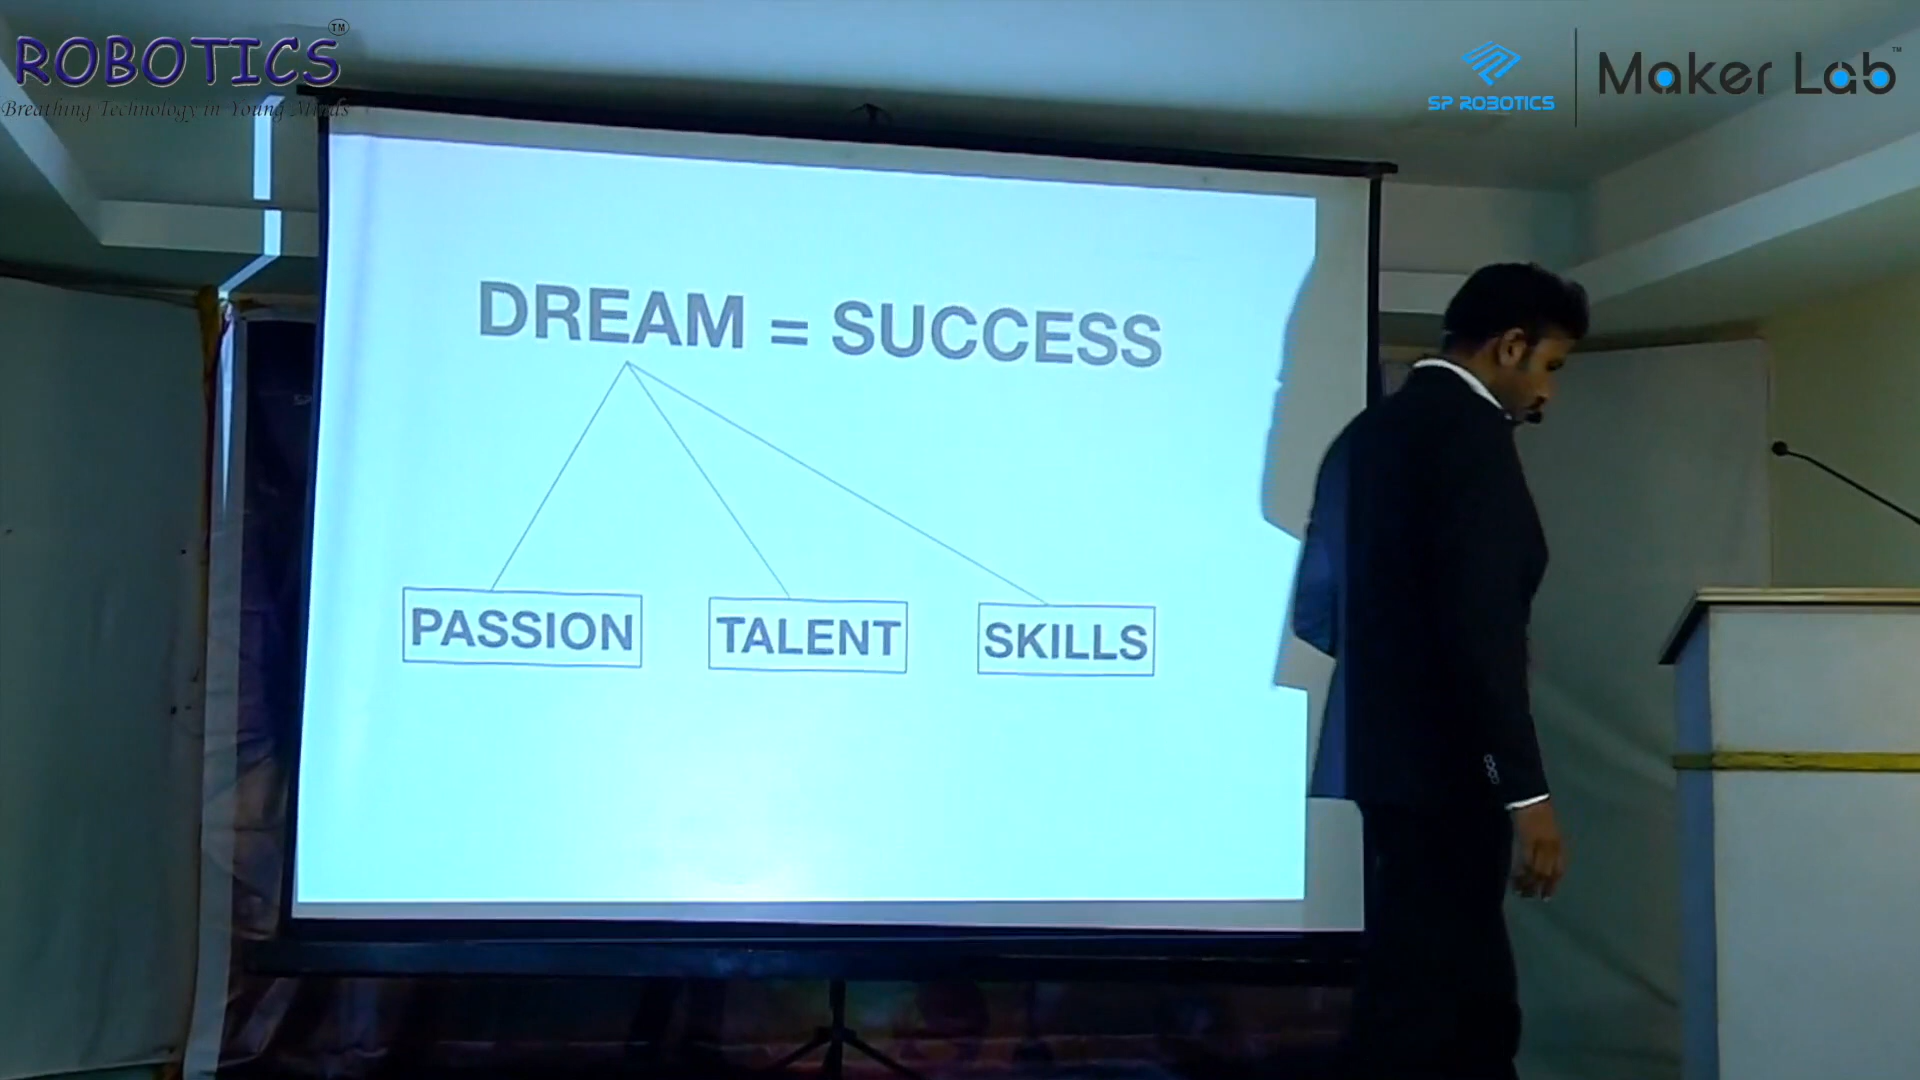 ROBOTICS™
Breathing Technology in Young Minds
SP ROBOTICS
Maker Lab™
DREAM = SUCCESS
PASSION
TALENT
SKILLS